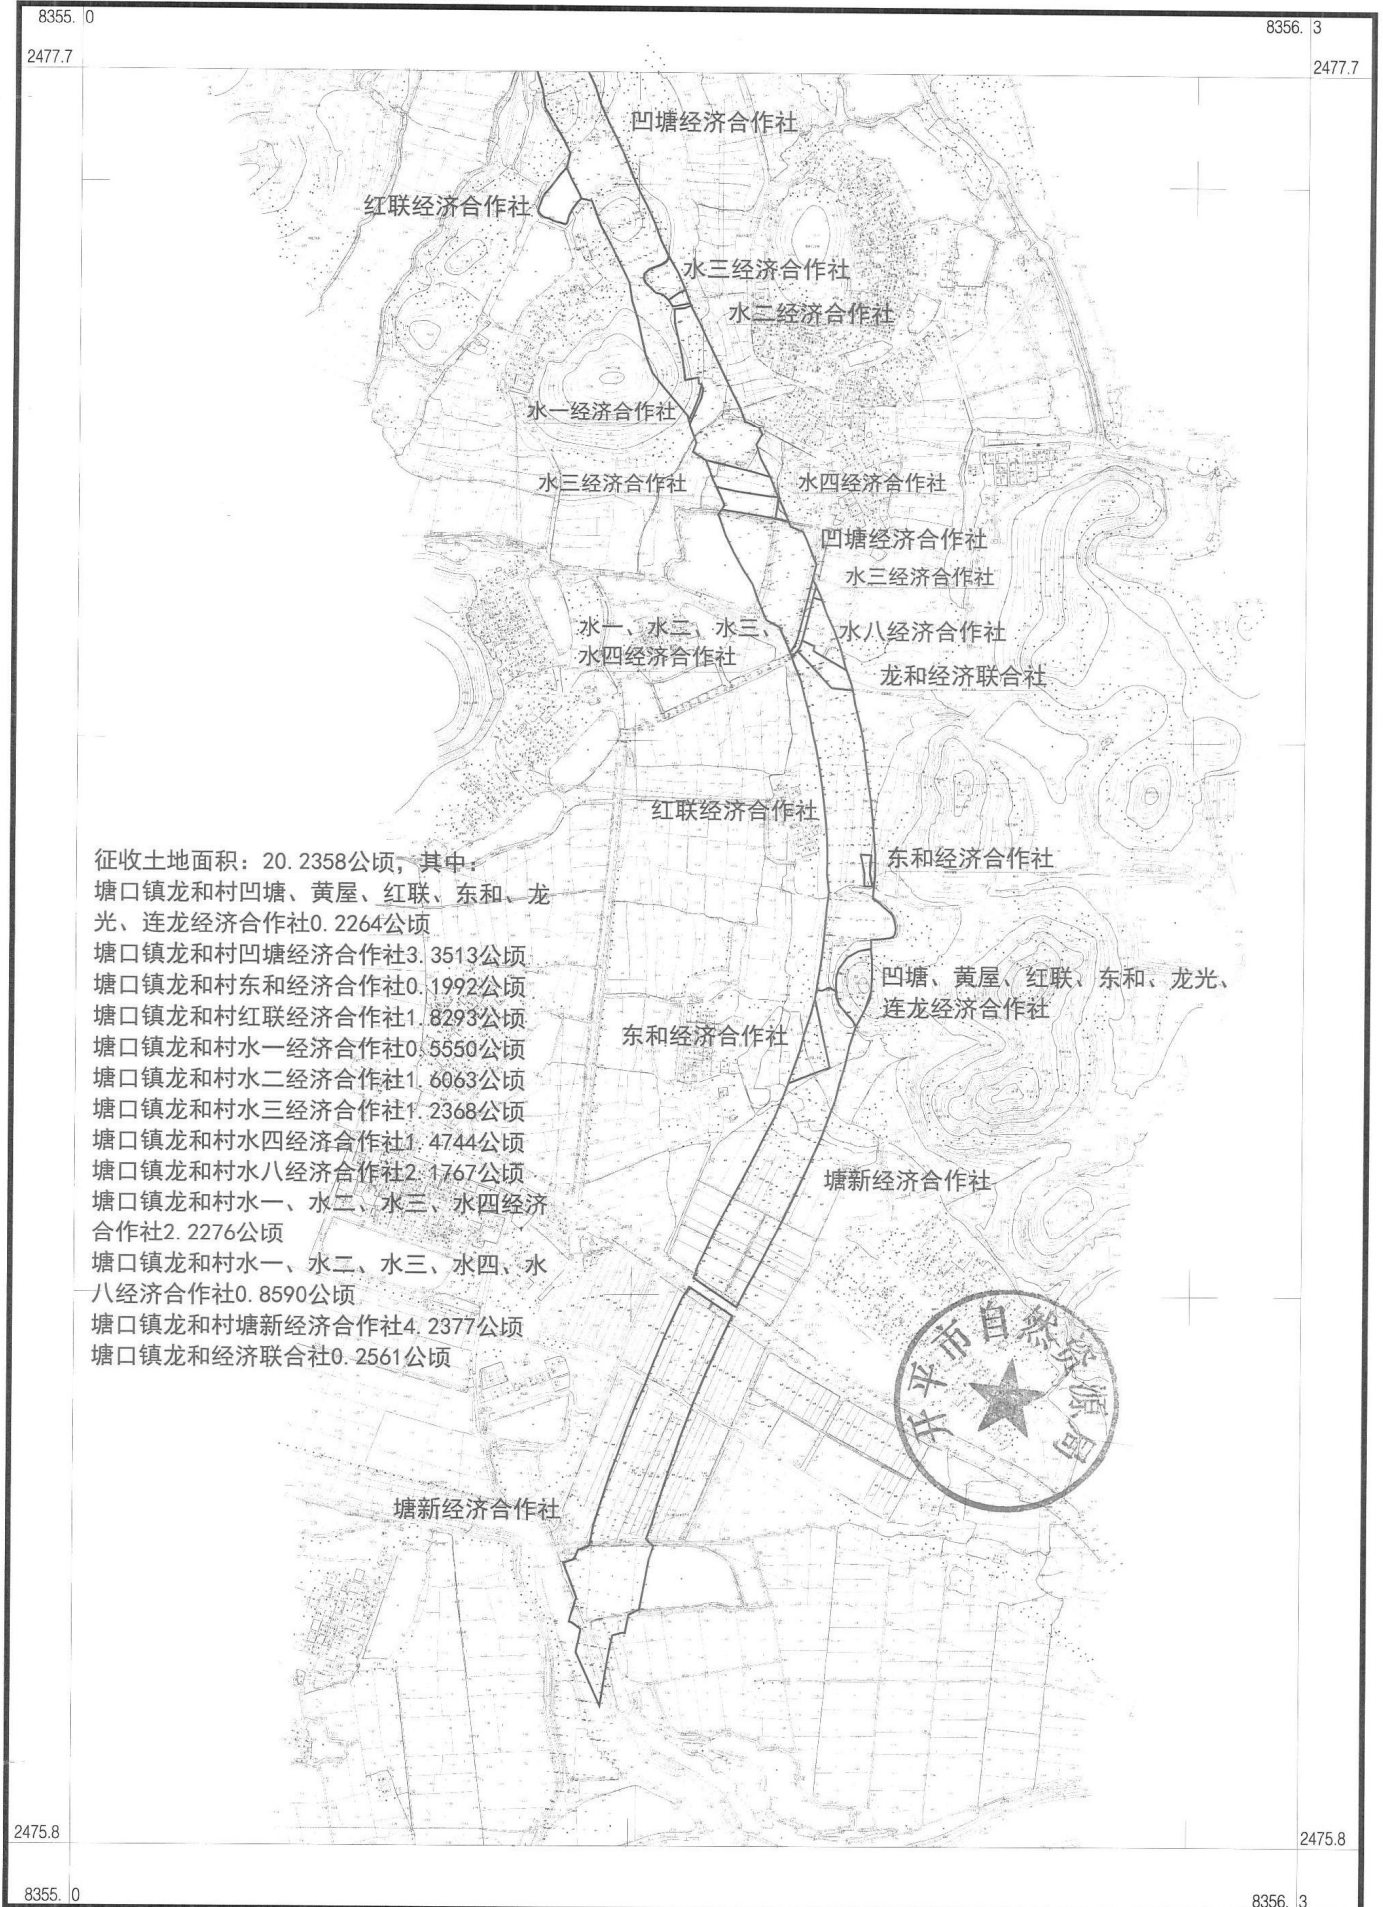 8355. 0
8356. 3
2477.7
2477.7
凹塘经济合作社
红联经济合作社
水三经济合作社
水二经济合作社
水一经济合作社
水三经济合作社
水四经济合作社
凹塘经济合作社
水三经济合作社
水一、水二、水三、
水四经济合作社
水八经济合作社
龙和经济联合社
红联经济合作社
东和经济合作社
征收土地面积：20.2358公顷，其中：
塘口镇龙和村凹塘、黄屋、红联、东和、龙
光、连龙经济合作社0.2264公顷
塘口镇龙和村凹塘经济合作社3.3513公顷
塘口镇龙和村东和经济合作社0.1992公顷
塘口镇龙和村红联经济合作社1.8293公顷
塘口镇龙和村水一经济合作社0.5550公顷
塘口镇龙和村水二经济合作社1.6063公顷
塘口镇龙和村水三经济合作社1.2368公顷
塘口镇龙和村水四经济合作社1.4744公顷
塘口镇龙和村水八经济合作社2.1767公顷
塘口镇龙和村水一、水二、水三、水四经济
合作社2.2276公顷
塘口镇龙和村水一、水二、水三、水四、水
八经济合作社0.8590公顷
塘口镇龙和村塘新经济合作社4.2377公顷
塘口镇龙和经济联合社0.2561公顷
凹塘、黄屋、红联、东和、龙光、
连龙经济合作社
东和经济合作社
塘新经济合作社
开平市自然资源局
塘新经济合作社
2475.8
2475.8
8355. 0
8356. 3